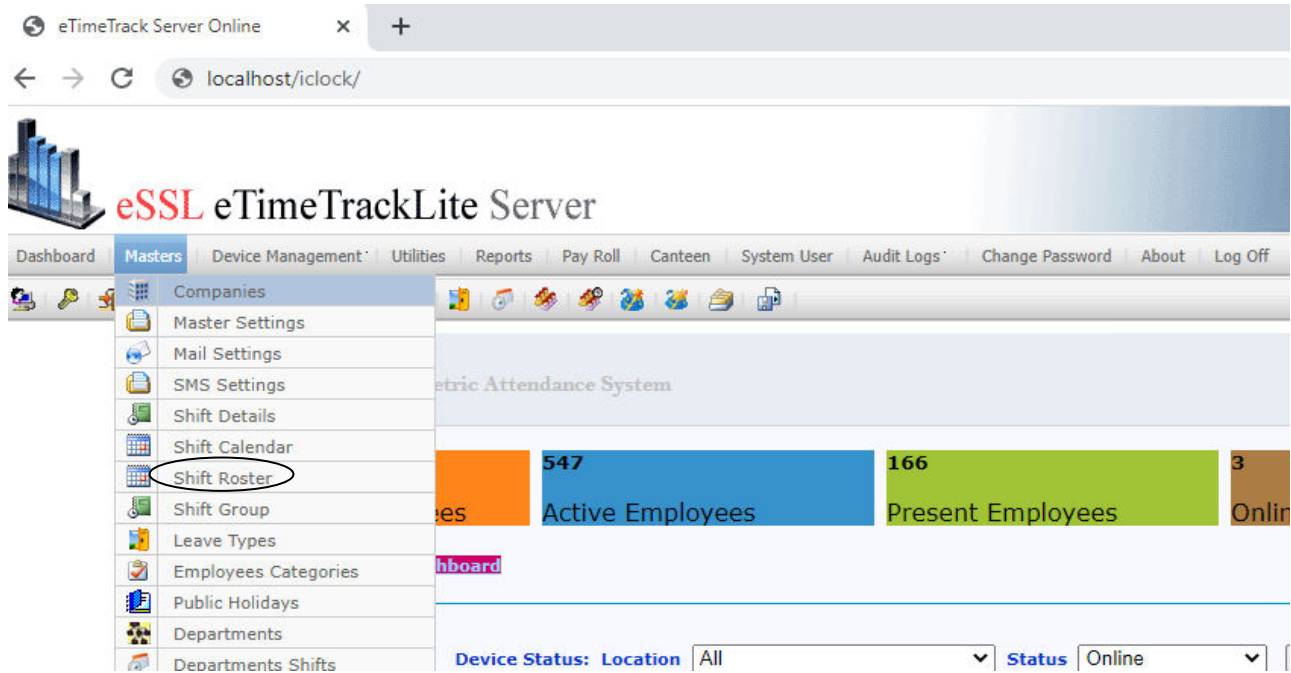 eTimeTrack Server Online
localhost/iclock/
eSSL eTimeTrackLite Server
Dashboard Masters Device Management Utilities Reports Pay Roll Canteen System User Audit Logs Change Password About Log Off
Companies
Master Settings
Mail Settings
SMS Settings
etric Attendance System
Shift Details
Shift Calendar
Shift Roster
Shift Group
547 166 3
ees Active Employees Present Employees Onlin
Leave Types
Employees Categories
hboard
Public Holidays
Departments
Departments Shifts
Device Status: Location All Status Online